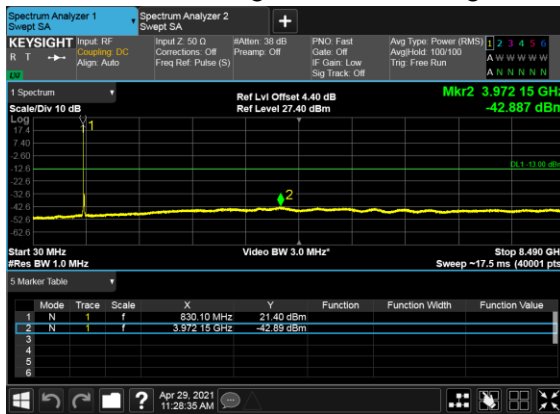 Spectrum Analyzer 1
Swept SA
Spectrum Analyzer 2
Swept SA
+
KEYSIGHT
R T
LXI
Input: RF
Coupling: DC
Align: Auto
Input Z: 50 Ω
Corrections: Off
Freq Ref: Pulse (S)
#Atten: 38 dB
Preamp: Off
PNO: Fast
Gate: Off
IF Gain: Low
Sig Track: Off
Avg Type: Power (RMS)
Avg|Hold: 100/100
Trig: Free Run
1 2 3 4 5 6
A W W W W W
A N N N N N
1 Spectrum
Scale/Div 10 dB
Ref Lvl Offset 4.40 dB
Ref Level 27.40 dBm
Mkr2 3.972 15 GHz
-42.887 dBm
Log
17.4
7.40
-2.60
-12.6
-22.6
-32.6
-42.6
-52.6
-62.6
1
2
DL1 -13.00 dBm
Start 30 MHz
#Res BW 1.0 MHz
Video BW 3.0 MHz*
Stop 8.490 GH
Sweep ~17.5 ms (40001 pts
5 Marker Table
Mode Trace Scale X Y Function Function Width Function Value
1 N 1 f 830.10 MHz 21.40 dBm
2 N 1 f 3.972 15 GHz -42.89 dBm
3
4
5
6
?
Apr 29, 2021
11:28:35 AM